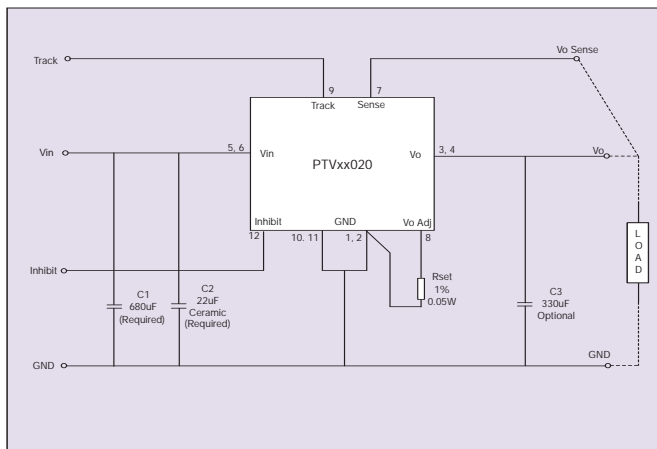 Track
Vo Sense
9
7
Track
Sense
Vin
5, 6
Vin
PTVxx020
Vo
3, 4
Vo
Inhibit
GND
Vo Adj
12
10. 11
1, 2
8
L
O
A
D
Inhibit
Rset
1%
0.05W
C1
680uF
(Required)
C2
22uF
Ceramic
(Required)
C3
330uF
Optional
GND
GND